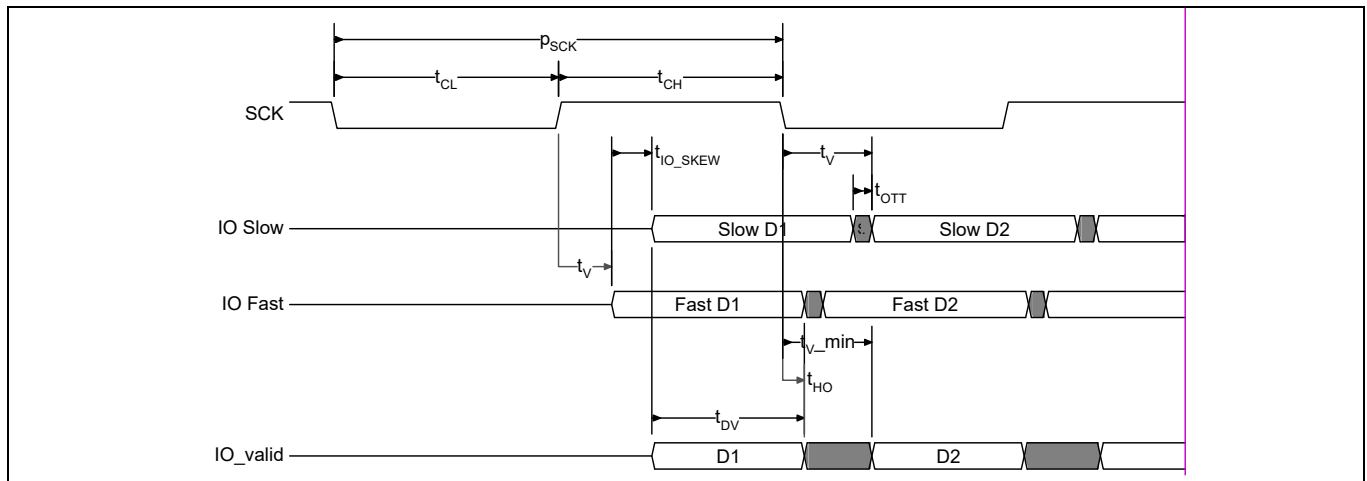 pSCK
tCL tCH
SCK
tIO_SKEW tV
tOTT
IO Slow Slow D1 S. Slow D2
tV
IO Fast Fast D1 Fast D2
tV_min
tHO
tDV
IO_valid D1 D2